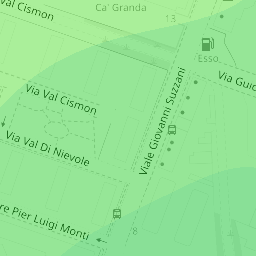 Ca' Granda
Val Cismon
13
Esso
Via Guid
Via Val Cismon
Viale Giovanni Suzzani
Via Val Di Nievole
re Pier Luigi Monti
8